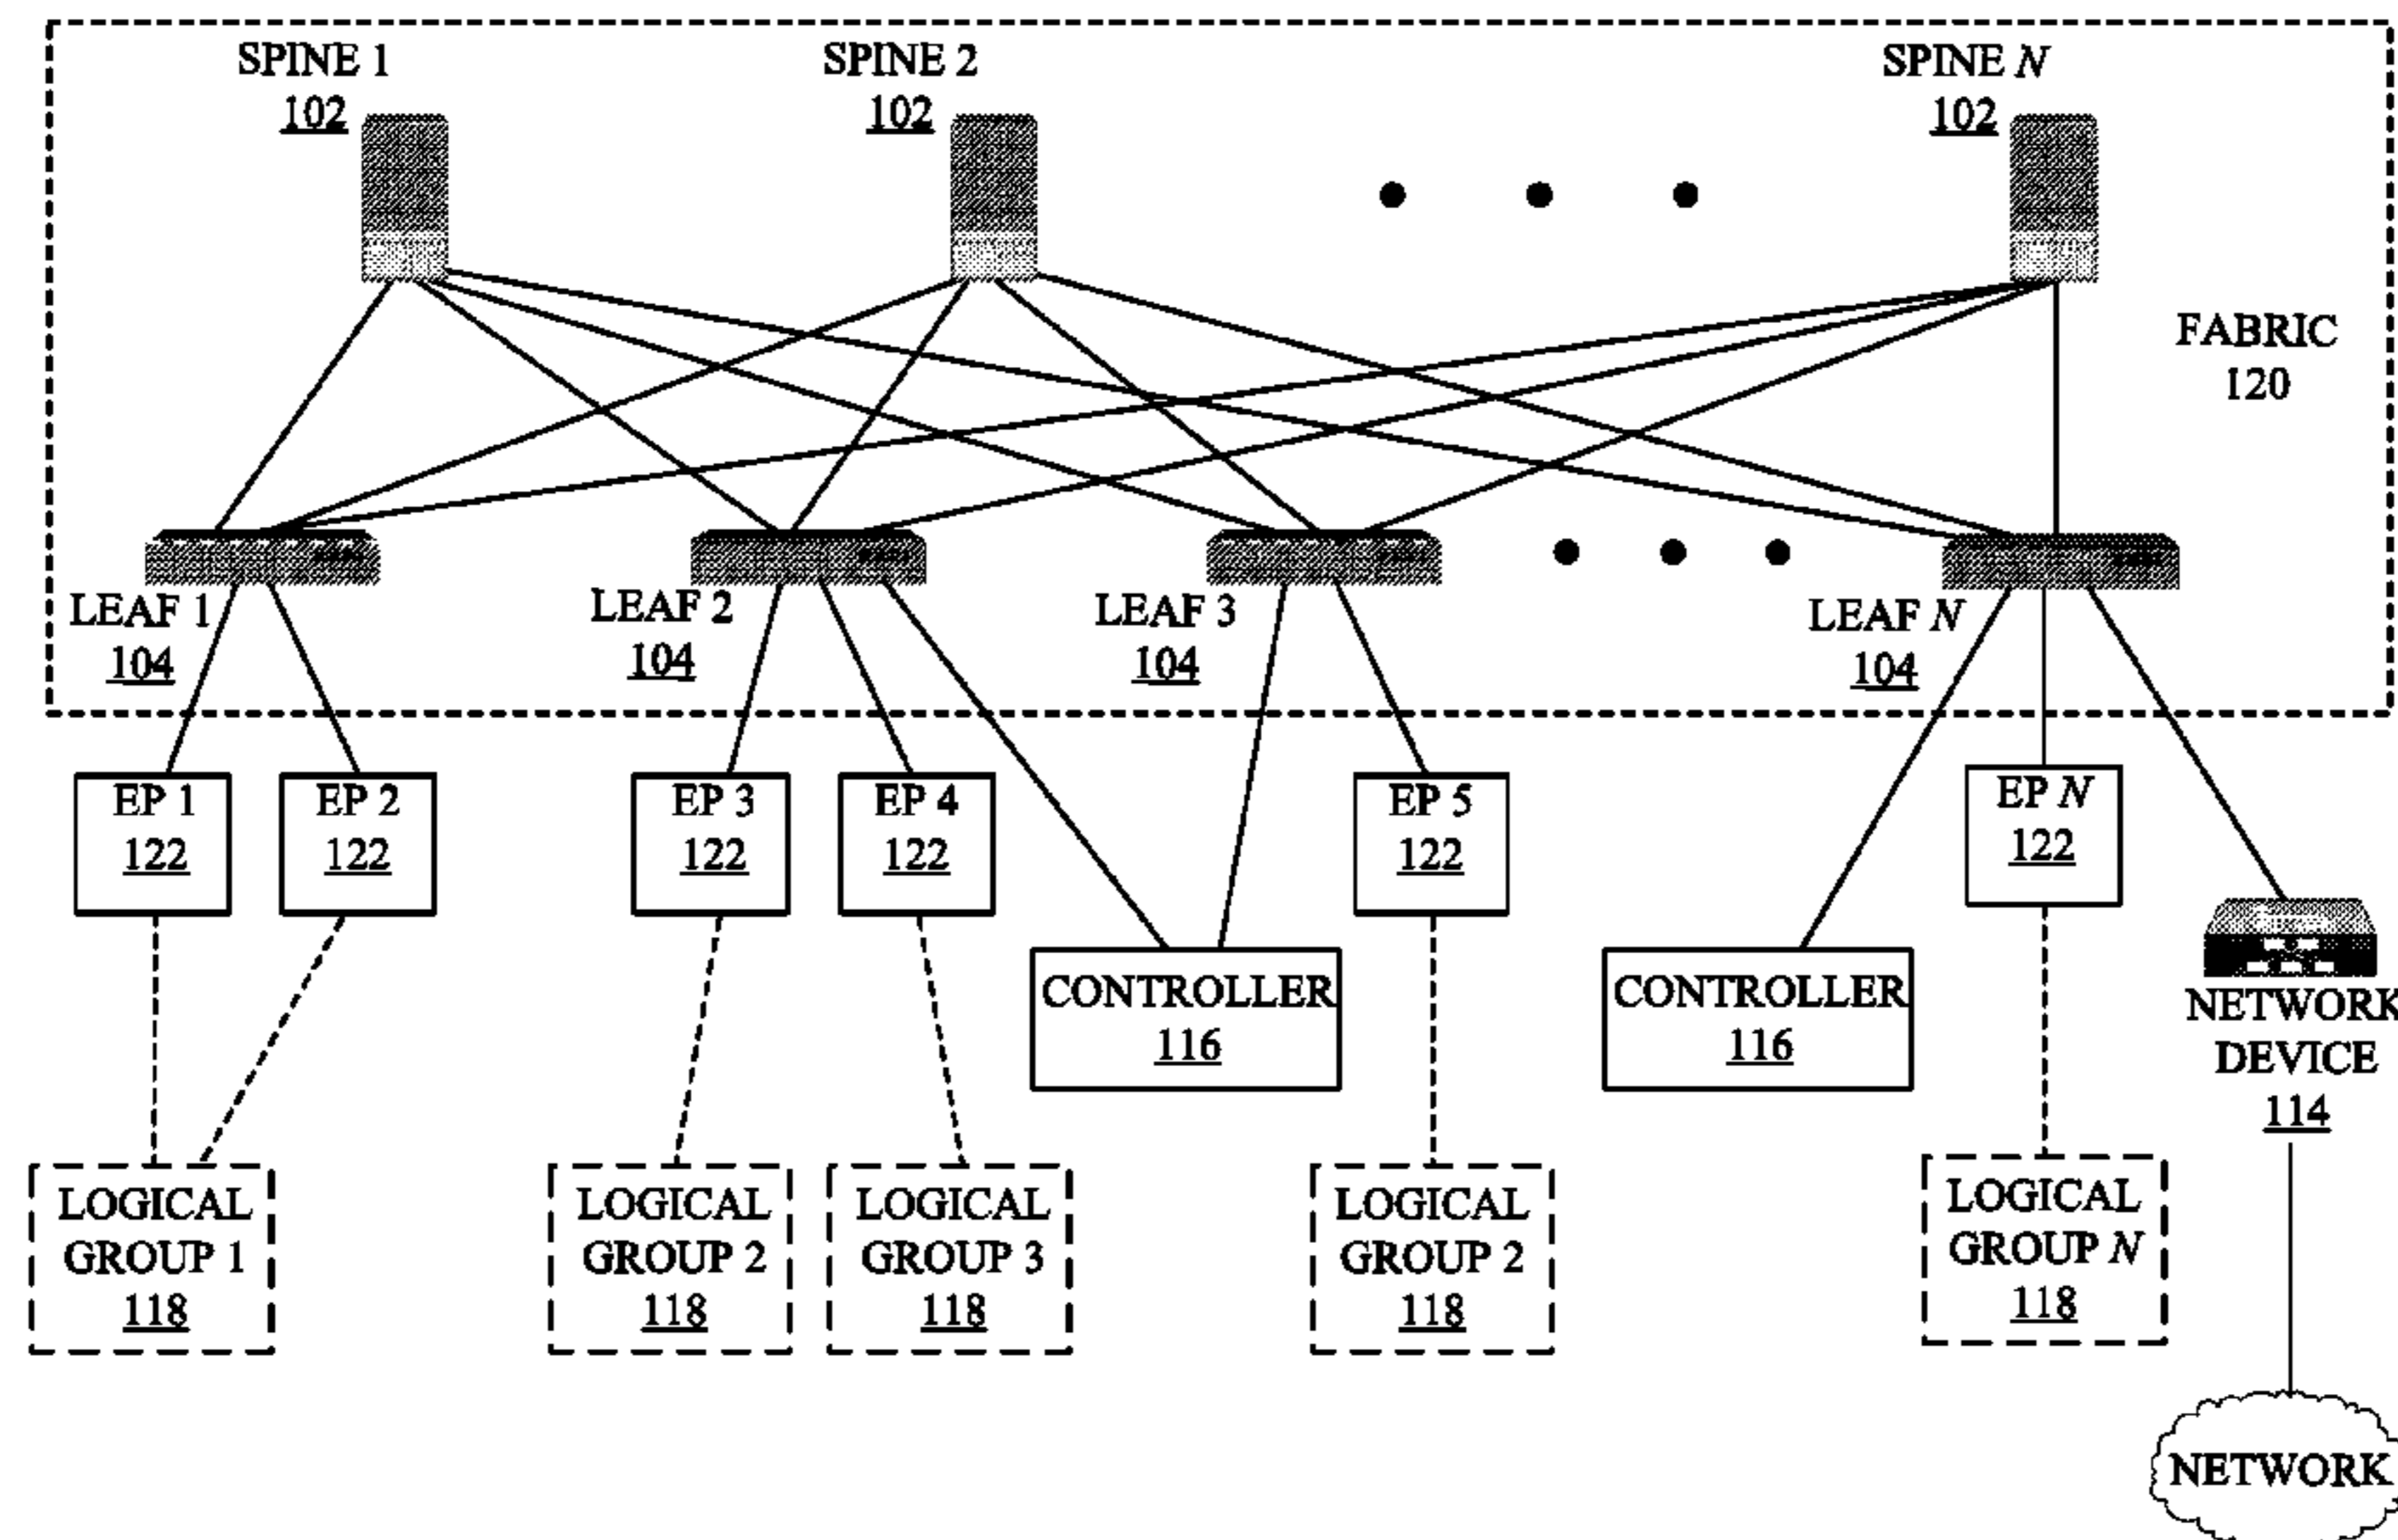 SPINE 1
102
SPINE 2
102
SPINE N
102
FABRIC
120
LEAF 1
104
LEAF 2
104
LEAF 3
104
LEAF N
104
EP 1
122
EP 2
122
EP 3
122
EP 4
122
EP 5
122
EP N
122
CONTROLLER
116
CONTROLLER
116
NETWORK
DEVICE
114
LOGICAL
GROUP 1
118
LOGICAL
GROUP 2
118
LOGICAL
GROUP 3
118
LOGICAL
GROUP 2
118
LOGICAL
GROUP N
118
NETWORK